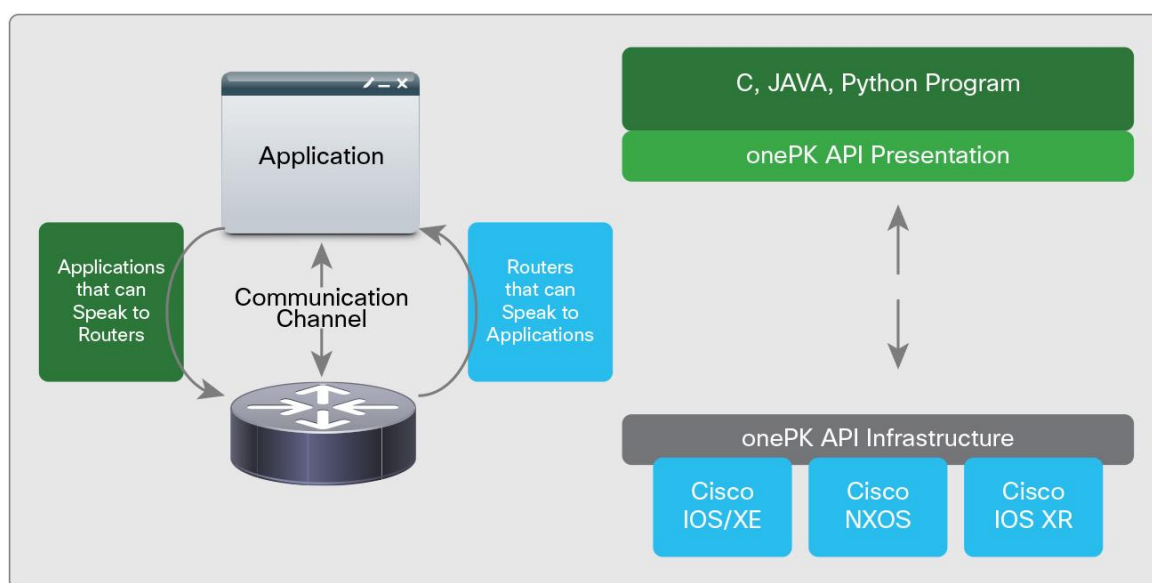 Application
Applications
that can
Speak to
Routers
Communication
Channel
Routers
that can
Speak to
Applications
C, JAVA, Python Program
onePK API Presentation
onePK API Infrastructure
Cisco
IOS/XE
Cisco
NXOS
Cisco
IOS XR